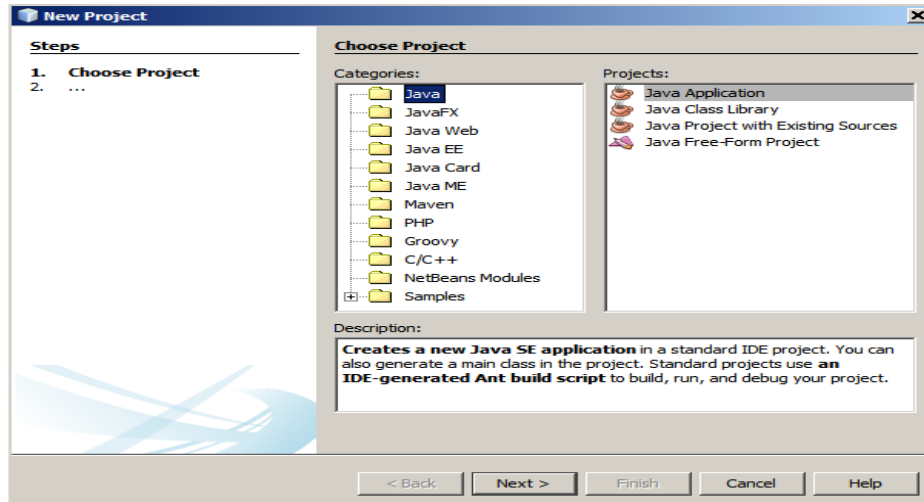 New Project
Steps
1. Choose Project
2. ...
Choose Project
Categories:
Java
JavaFX
Java Web
Java EE
Java Card
Java ME
Maven
PHP
Groovy
C/C++
NetBeans Modules
Samples
Projects:
Java Application
Java Class Library
Java Project with Existing Sources
Java Free-Form Project
Description:
Creates a new Java SE application in a standard IDE project. You can
also generate a main class in the project. Standard projects use an
IDE-generated Ant build script to build, run, and debug your project.
< Back
Next >
Finish
Cancel
Help